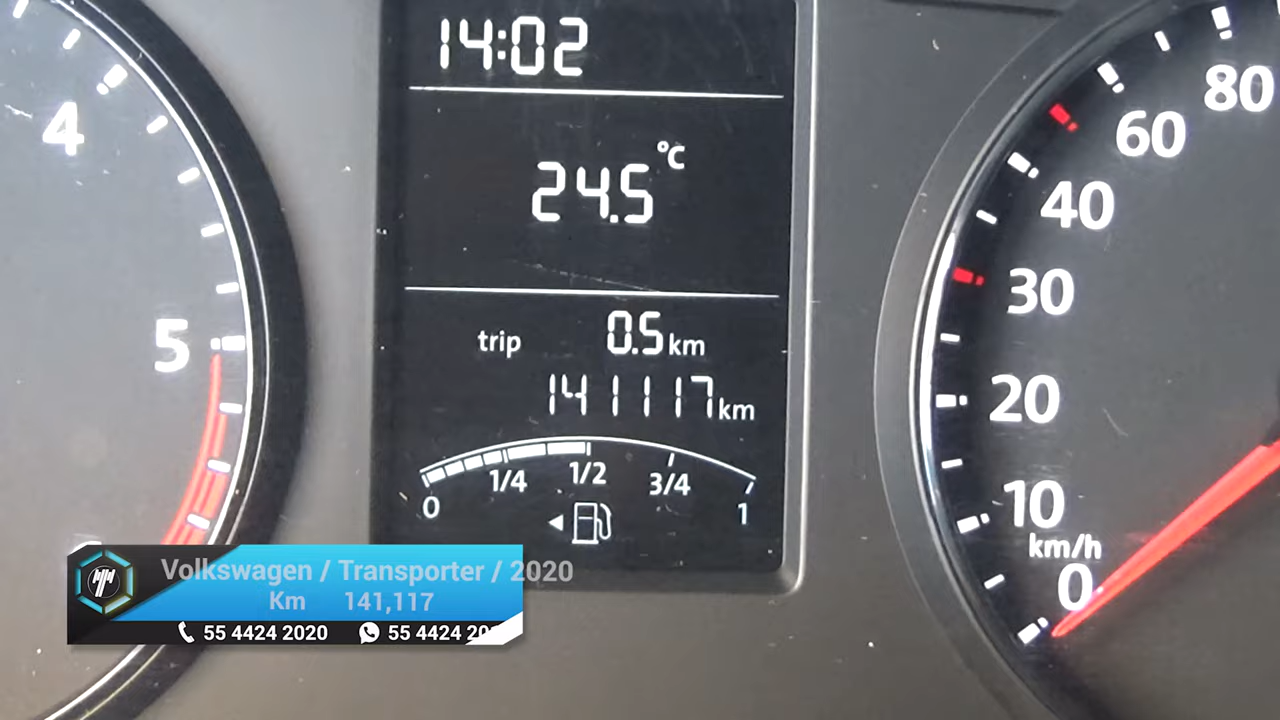 14:02
24.5 °C
trip 0.5 km
141117 km
0 1/4 1/2 3/4 1
4
5
80
60
40
30
20
10
km/h
0
Volkswagen / Transporter / 2020
Km 141,117
55 4424 2020 55 4424